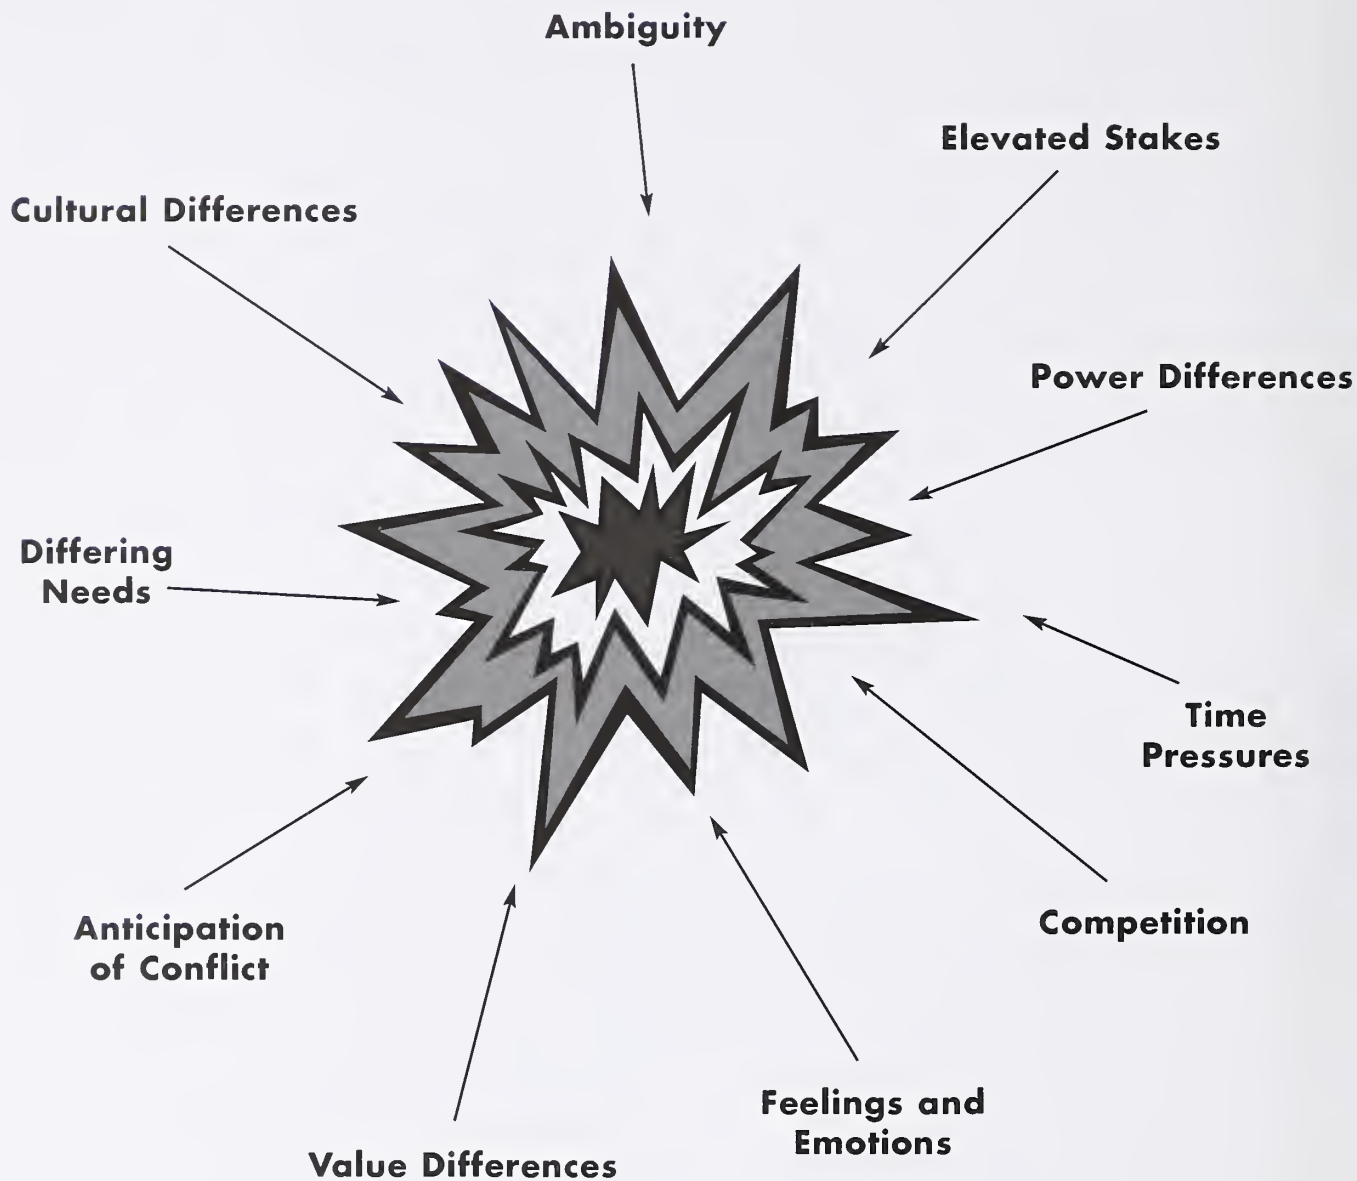 Ambiguity
Elevated Stakes
Cultural Differences
Power Differences
Differing
Needs
Time
Pressures
Anticipation
of Conflict
Competition
Feelings and
Emotions
Value Differences